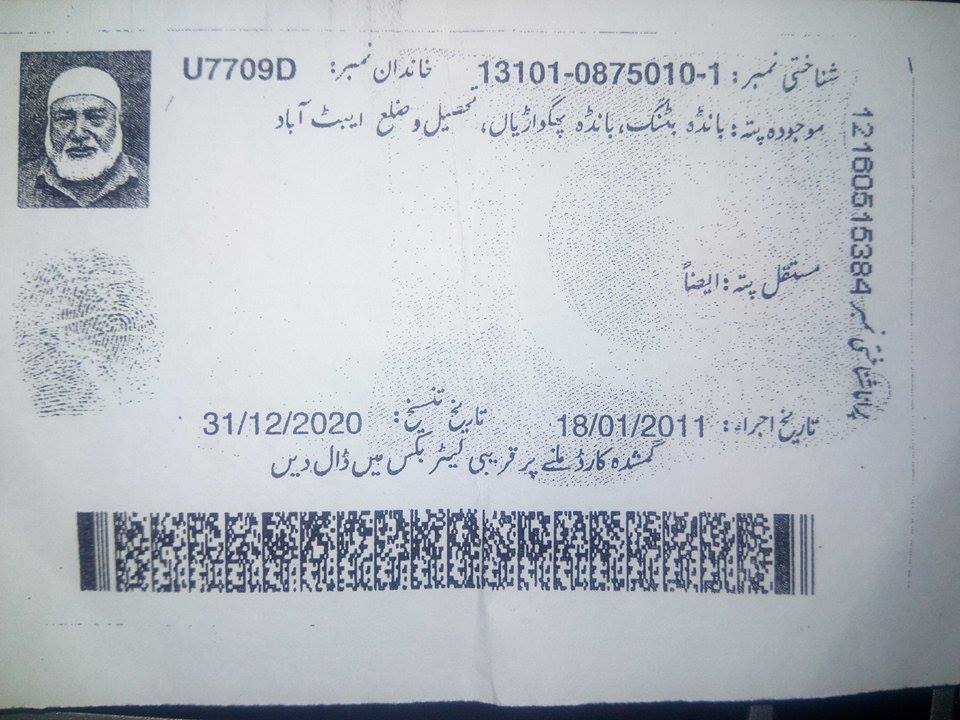 شناختی نمبر: 13101-0875010-1 خاندان نمبر: U7709D
موجودہ پتہ: بانڈہ بٹنگ، بانڈہ پھگواڑیاں، تحصیل و ضلع ایبٹ آباد
مستقل پتہ: ایضاً
تاریخ اجراء: 18/01/2011 تاریخ تنسیخ: 31/12/2020
گمشدہ کارڈ ملنے پر قریبی لیٹر بکس میں ڈال دیں
پرانا شناختی نمبر 12160515384